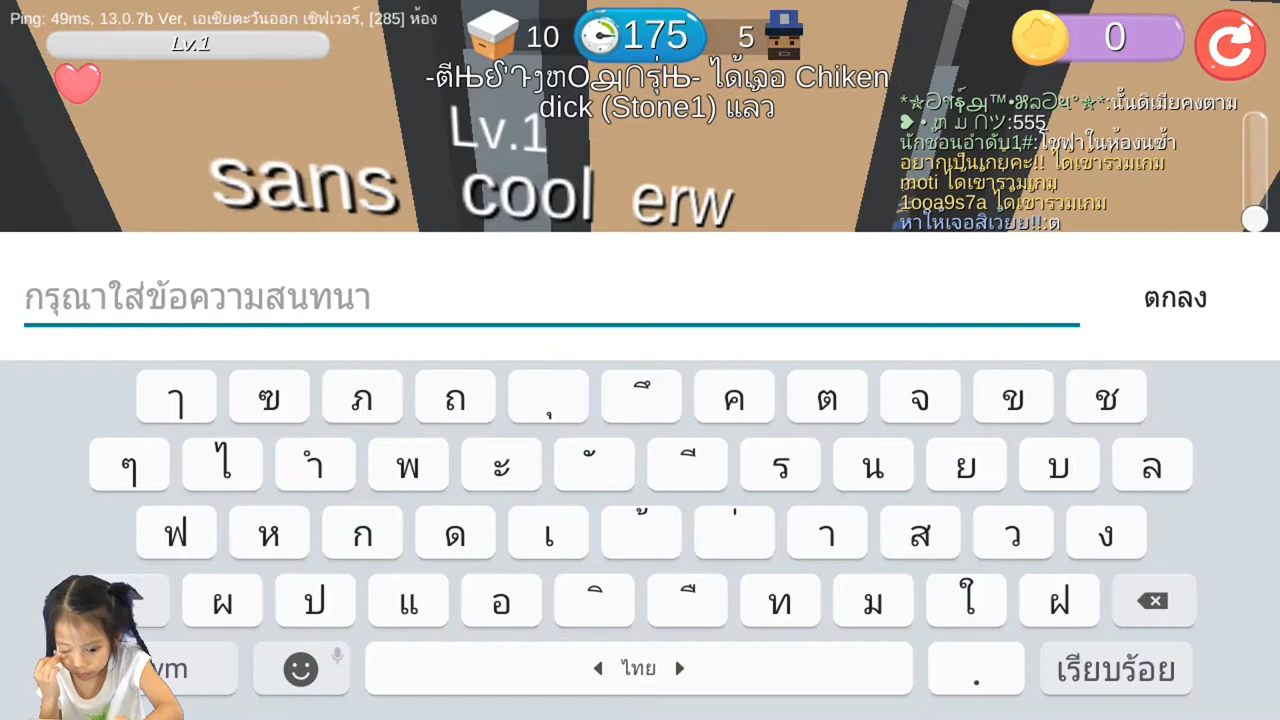 Ping: 49ms, 13.0.7b Ver, เอเชียตะวันออก เซิฟเวอร์, [285] ห้อง
Lv.1
10
175
5
0
ได้เจอ Chiken
dick (Stone1) แลว
:นั้นดิเมียคงตาม
:555
นักซอนอำดับ1#:โซฟาในห้องนซ้ำ
อยากเป็นเกย์คะ!! ได้เขารวมเกม
moti ได้เขารวมเกม
1oga9s7a ได้เขารวมเกม
หาให้เจอสิเว้ยย!!:ต
Lv.1
sans cool erw
กรุณาใส่ข้อความสนทนา
ตกลง
ๅ ฃ ภ ถ ุ ึ ค ต จ ข ช
ๆ ไ ำ พ ะ ั ี ร น ย บ ล
ฟ ห ก ด เ ้ ่ า ส ว ง
ผ ป แ อ ิ ื ท ม ใ ฝ
ym
ไทย
.
เรียบร้อย